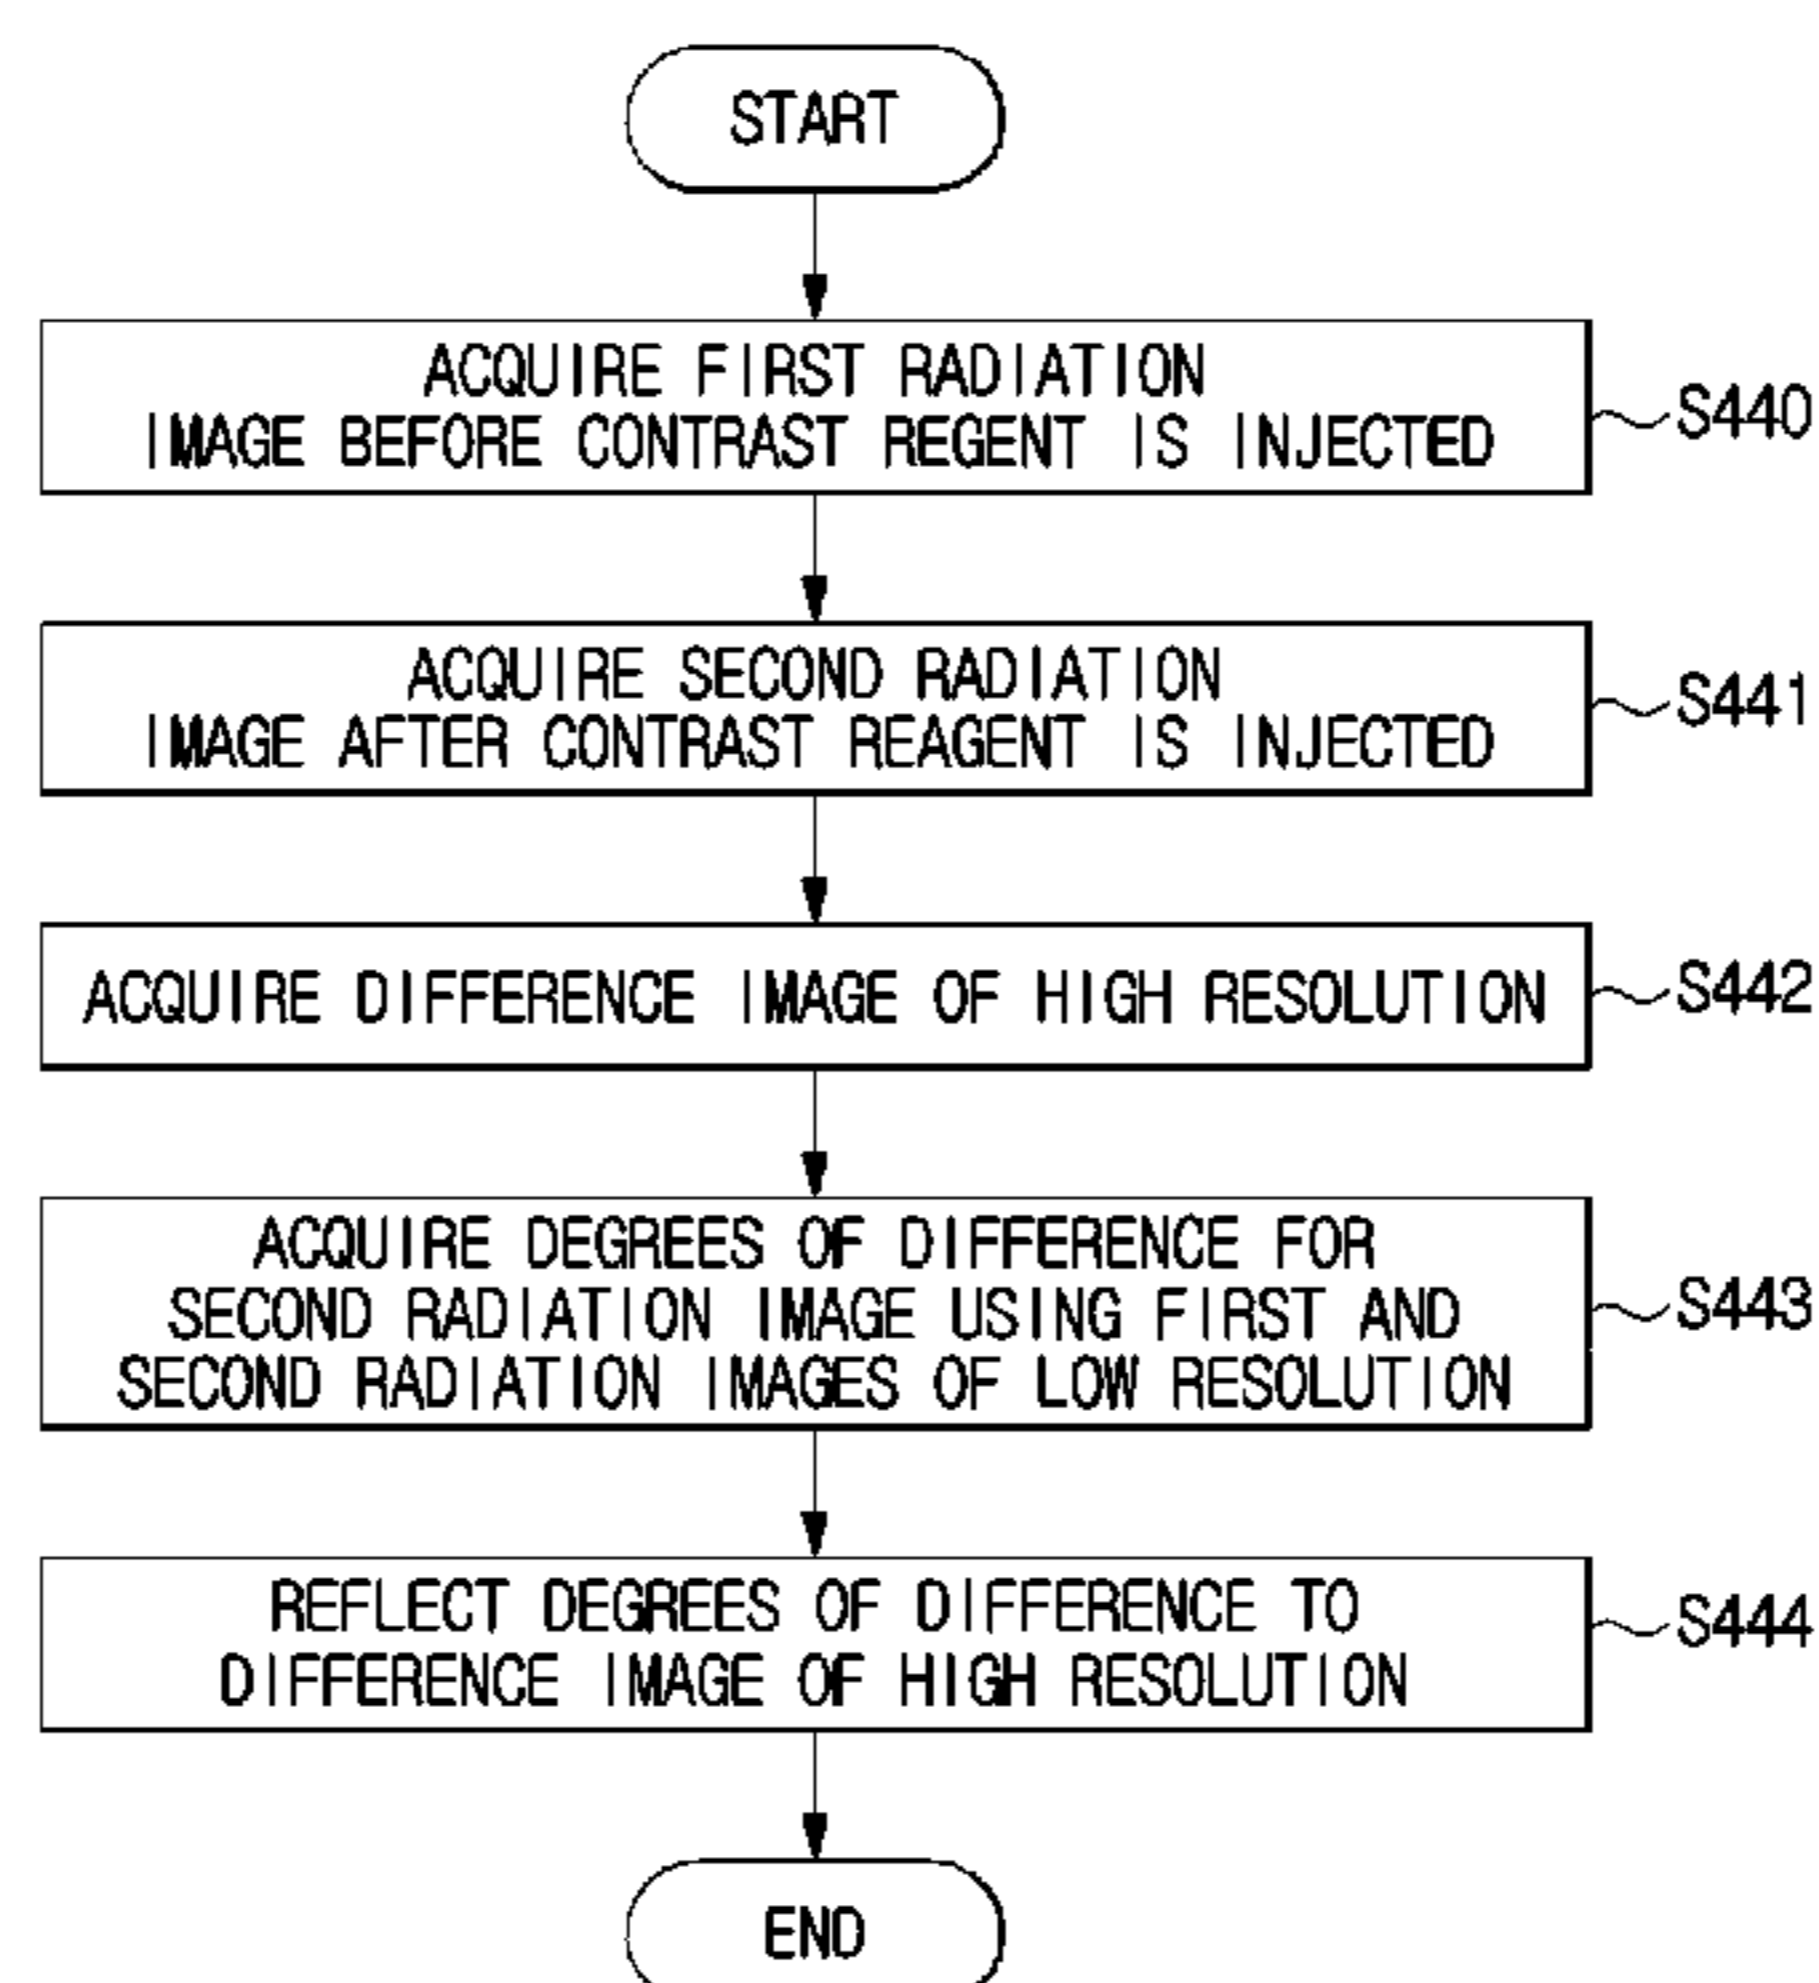 START
ACQUIRE FIRST RADIATION
IMAGE BEFORE CONTRAST REGENT IS INJECTED
S440
ACQUIRE SECOND RADIATION
IMAGE AFTER CONTRAST REAGENT IS INJECTED
S441
ACQUIRE DIFFERENCE IMAGE OF HIGH RESOLUTION
S442
ACQUIRE DEGREES OF DIFFERENCE FOR
SECOND RADIATION IMAGE USING FIRST AND
SECOND RADIATION IMAGES OF LOW RESOLUTION
S443
REFLECT DEGREES OF DIFFERENCE TO
DIFFERENCE IMAGE OF HIGH RESOLUTION
S444
END